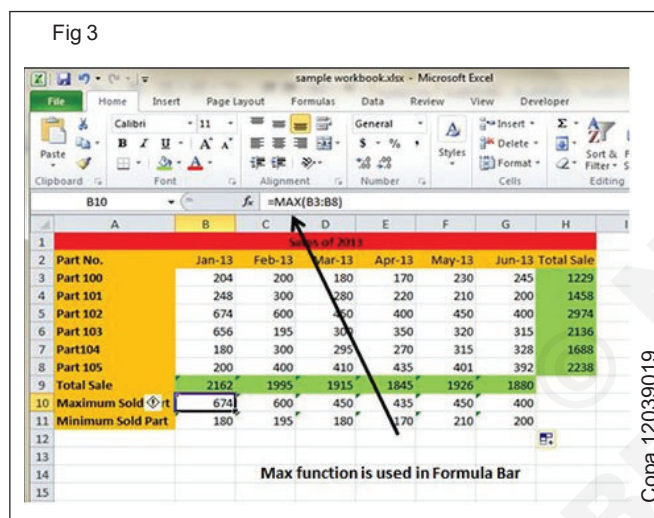 Fig 3
sample workbook.xlsx - Microsoft Excel
File Home Insert Page Layout Formulas Data Review View Developer
Calibri 11 General Insert Σ
Paste B I U A A $ % , Styles Delete Sort & Filter
Format
Clipboard Font Alignment Number Cells Editing
B10 fx =MAX(B3:B8)
A B C D E F G H
1 Sales of 2013
2 Part No. Jan-13 Feb-13 Mar-13 Apr-13 May-13 Jun-13 Total Sale
3 Part 100 204 200 180 170 230 245 1229
4 Part 101 248 300 280 220 210 200 1458
5 Part 102 674 600 450 400 450 400 2974
6 Part 103 656 195 300 350 320 315 2136
7 Part104 180 300 295 270 315 328 1688
8 Part 105 200 400 410 435 401 392 2238
9 Total Sale 2162 1995 1915 1845 1926 1880
10 Maximum Sold Part 674 600 450 435 450 400
11 Minimum Sold Part 180 195 180 170 210 200
12
13
14 Max function is used in Formula Bar
15
Copa 12039019